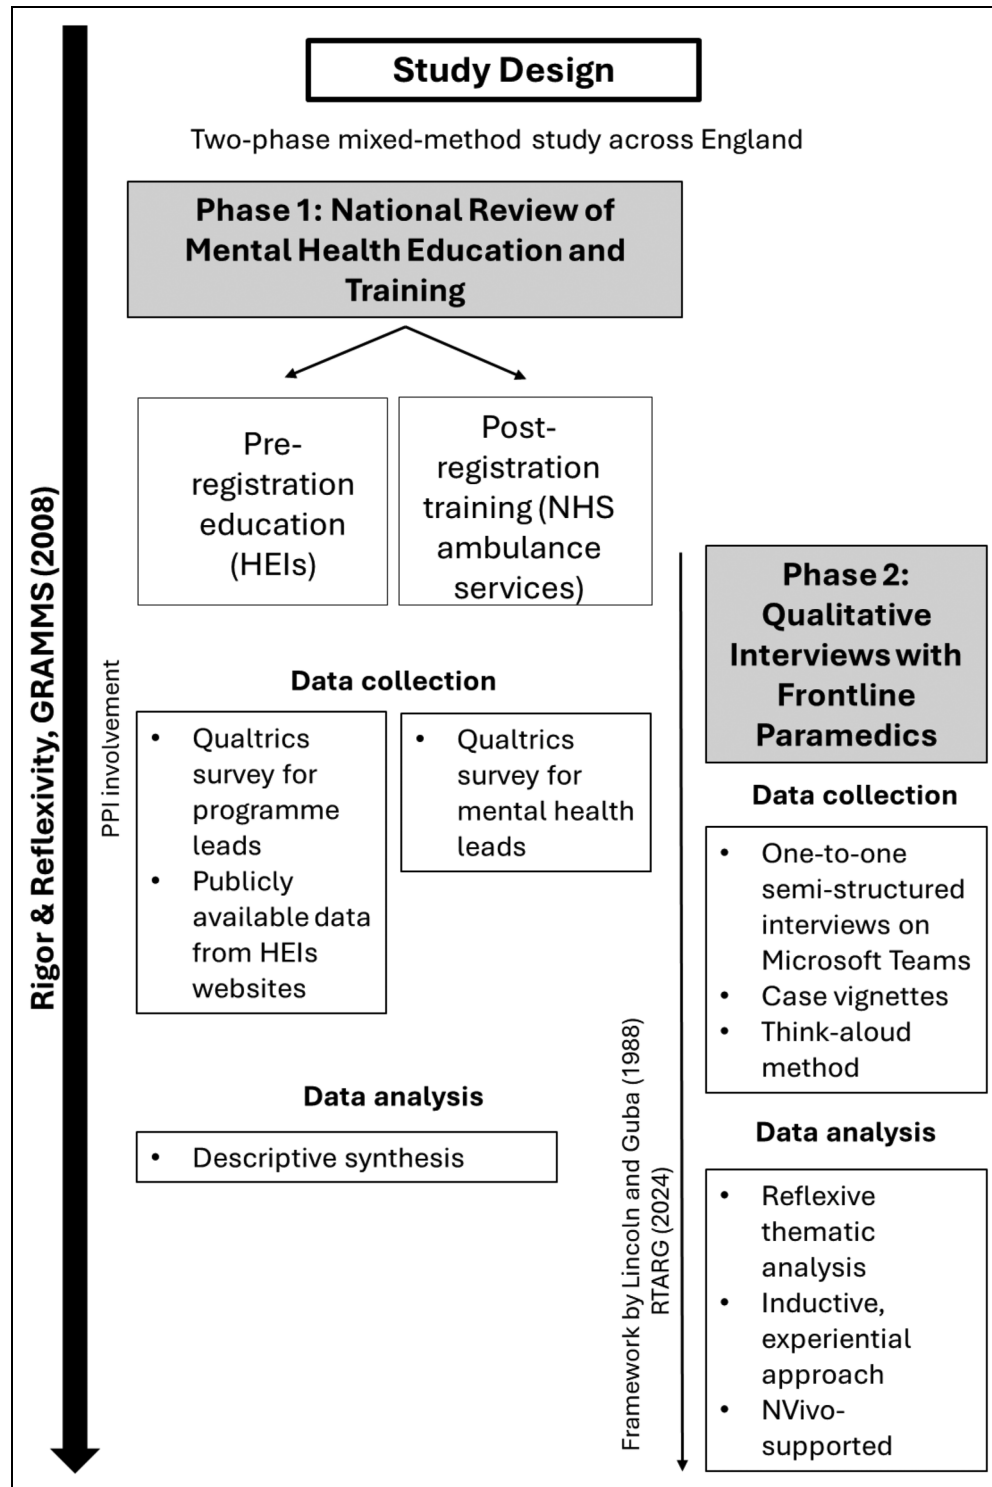 Study Design
Two-phase mixed-method study across England
Phase 1: National Review of
Mental Health Education and
Training
Pre-
registration
education
(HEIs)
Post-
registration
training (NHS
ambulance
services)
Rigor & Reflexivity, GRAMMS (2008)
PPI involvement
Data collection
• Qualtrics
survey for
programme
leads
• Publicly
available data
from HEIs
websites
• Qualtrics
survey for
mental health
leads
Data analysis
• Descriptive synthesis
Framework by Lincoln and Guba (1988)
RTARG (2024)
Phase 2:
Qualitative
Interviews with
Frontline
Paramedics
Data collection
• One-to-one
semi-structured
interviews on
Microsoft Teams
• Case vignettes
• Think-aloud
method
Data analysis
• Reflexive
thematic
analysis
• Inductive,
experiential
approach
• NVivo-
supported